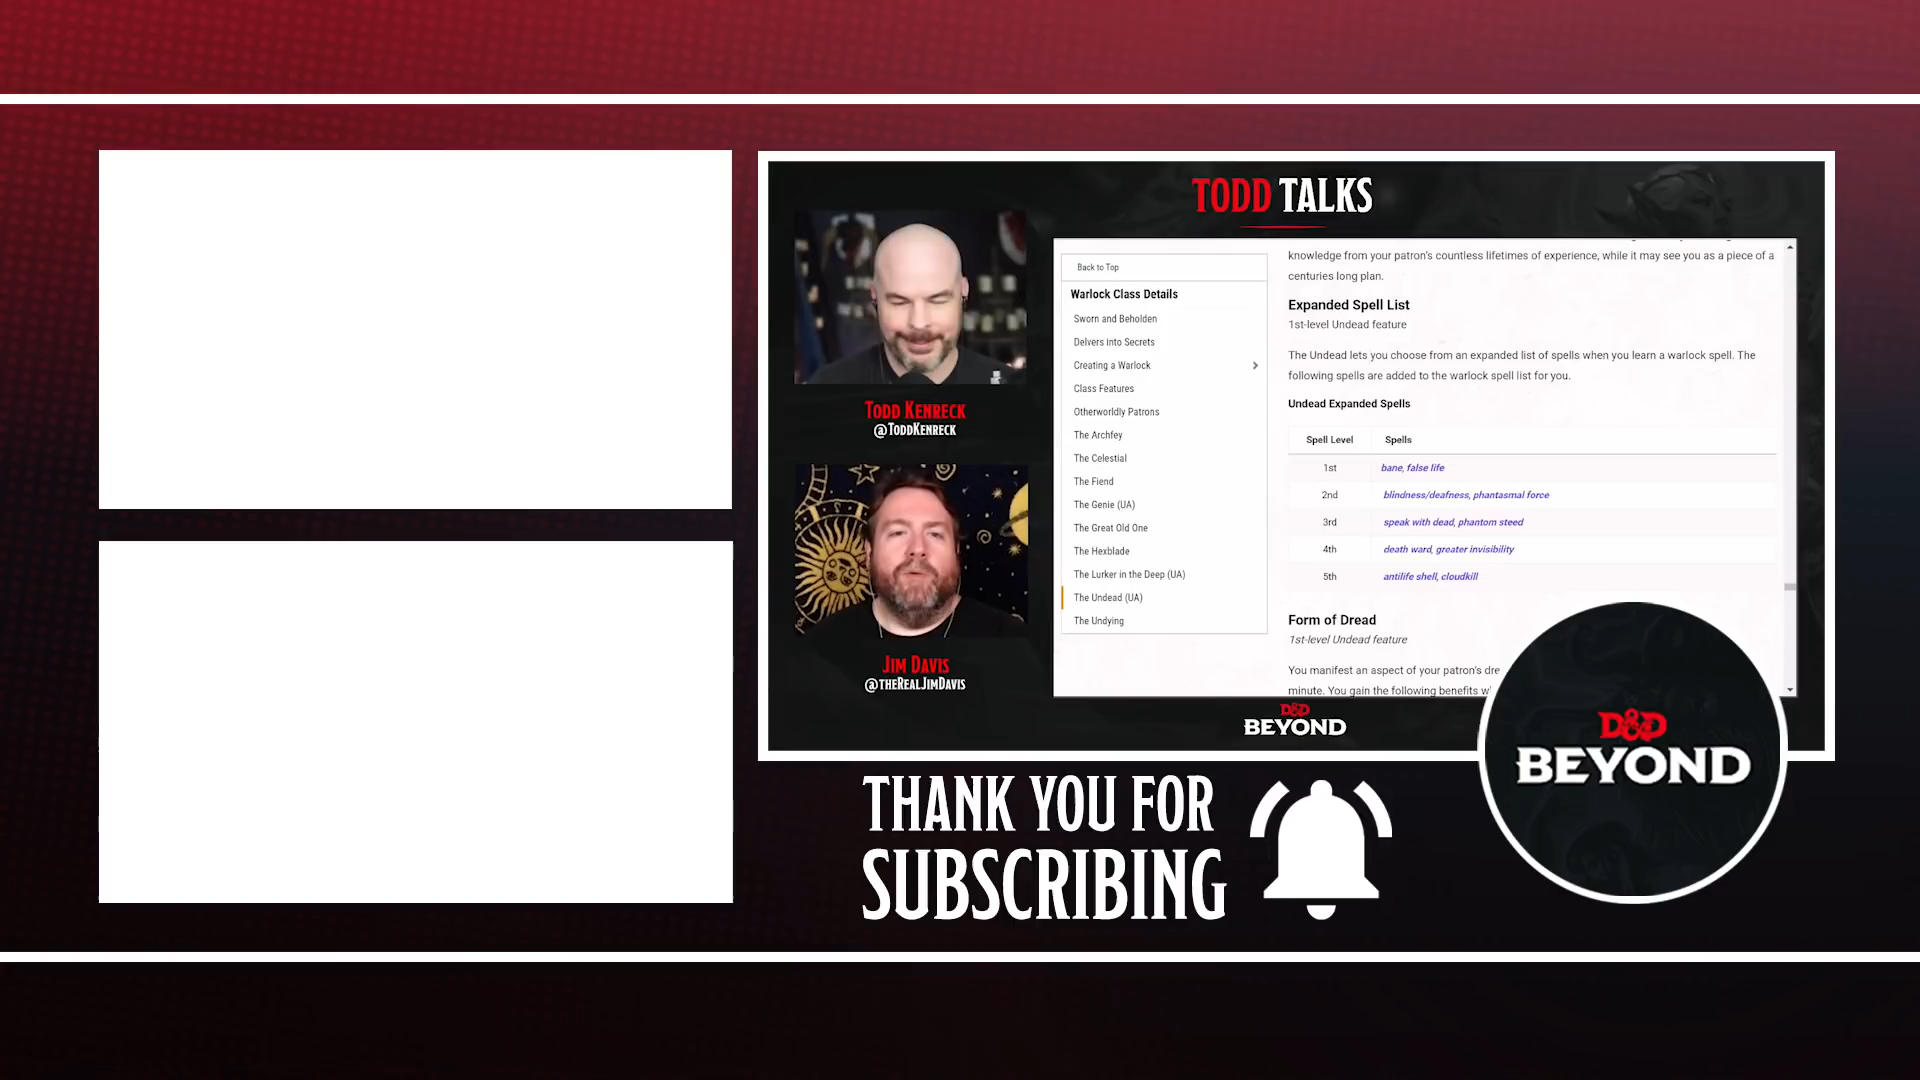 TODD TALKS
TODD KENRECK
@TODDKENRECK
JIM DAVIS
@THEREALJIMDAVIS
Back to Top
Warlock Class Details
Sworn and Beholden
Delvers into Secrets
Creating a Warlock
Class Features
Otherworldly Patrons
The Archfey
The Celestial
The Fiend
The Genie (UA)
The Great Old One
The Hexblade
The Lurker in the Deep (UA)
The Undead (UA)
The Undying
knowledge from your patron's countless lifetimes of experience, while it may see you as a piece of a
centuries long plan.
Expanded Spell List
1st-level Undead feature
The Undead lets you choose from an expanded list of spells when you learn a warlock spell. The
following spells are added to the warlock spell list for you.
Undead Expanded Spells
Spell Level Spells
1st bane, false life
2nd blindness/deafness, phantasmal force
3rd speak with dead, phantom steed
4th death ward, greater invisibility
5th antilife shell, cloudkill
Form of Dread
1st-level Undead feature
You manifest an aspect of your patron's
minute. You gain the following benefits
D&D
BEYOND
D&D
BEYOND
THANK YOU FOR
SUBSCRIBING